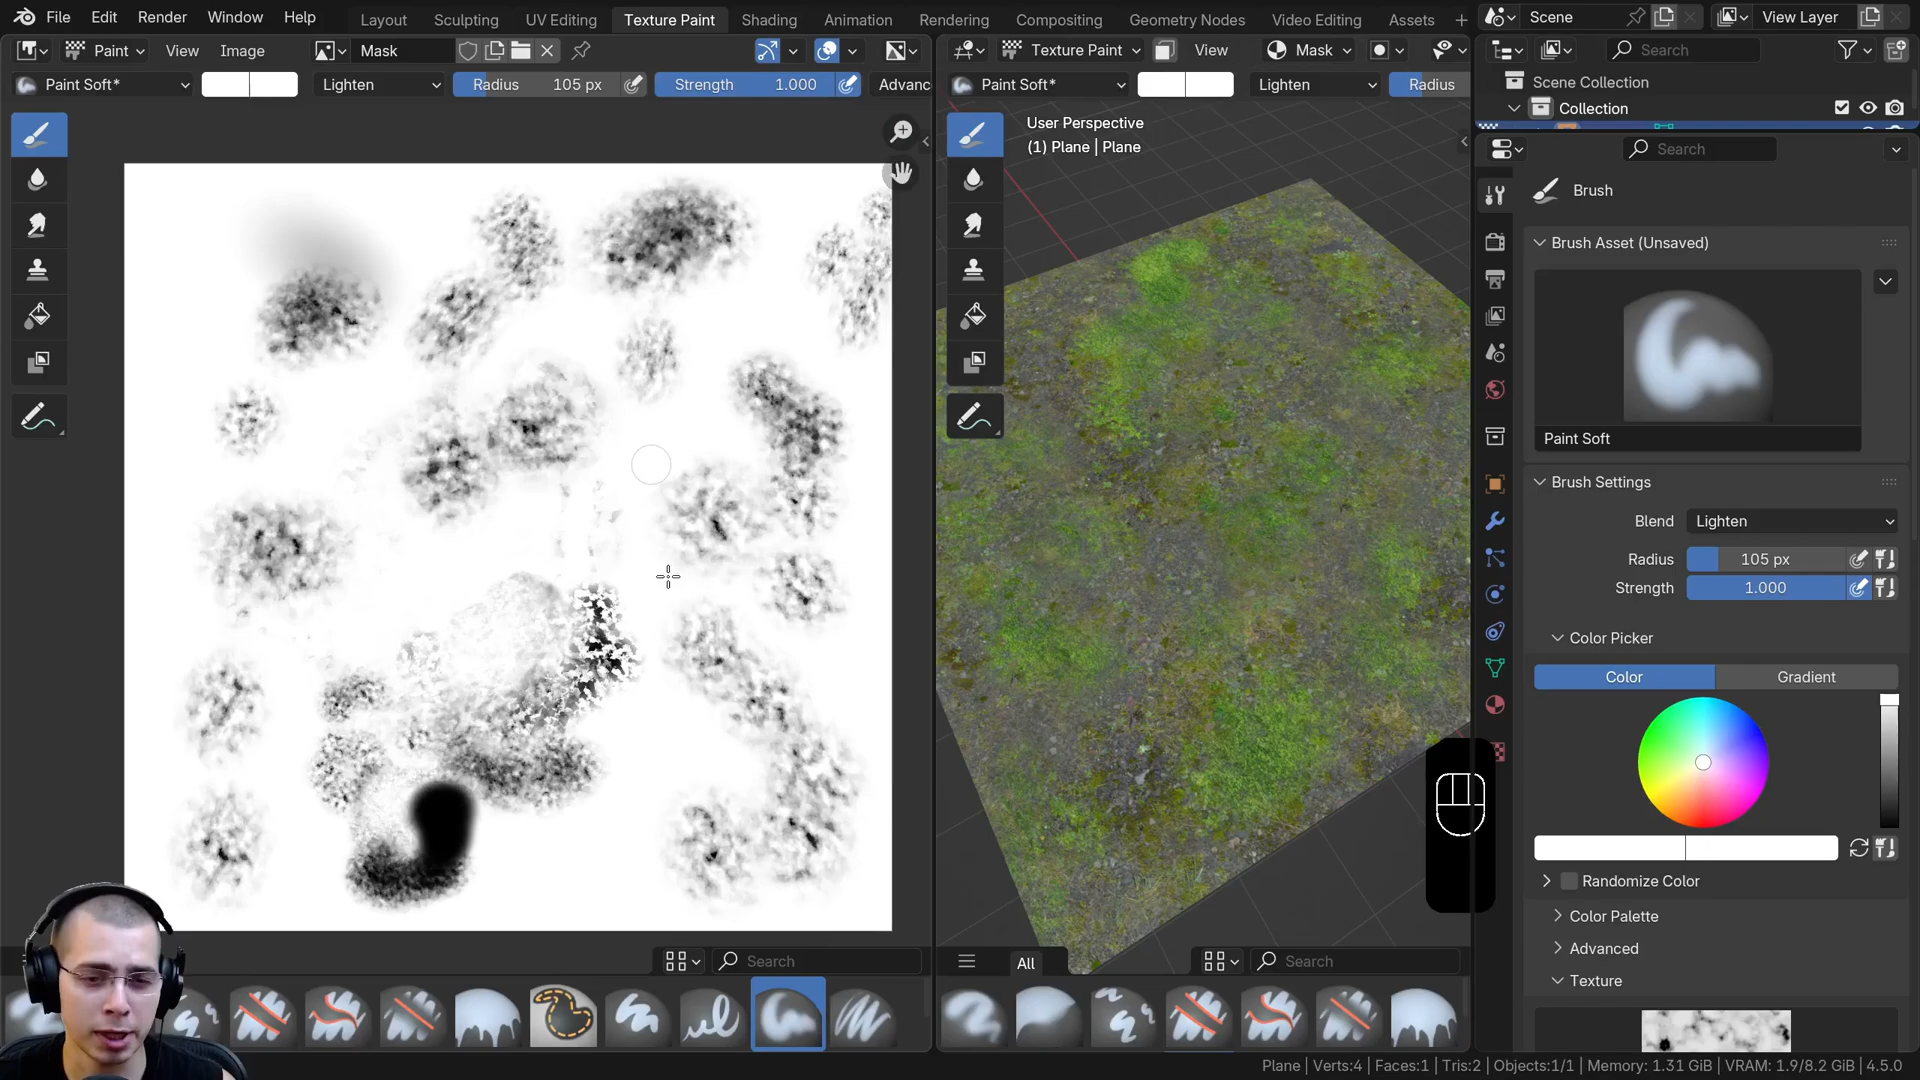 File Edit Render Window Help
Layout Sculpting UV Editing Texture Paint Shading Animation Rendering Compositing Geometry Nodes Video Editing Assets
Scene View Layer
Paint View Image Mask
Texture Paint View Mask
Search
Paint Soft* Lighten Radius 105 px Strength 1.000 Advanc
Paint Soft* Lighten Radius
Scene Collection
Collection
User Perspective
(1) Plane | Plane
Search
Brush
Brush Asset (Unsaved)
Paint Soft
Brush Settings
Blend Lighten
Radius 105 px
Strength 1.000
Color Picker
Color Gradient
Randomize Color
Color Palette
Advanced
Texture
Search
All Search
Plane | Verts:4 | Faces:1 | Tris:2 | Objects:1/1 | Memory: 1.31 GiB | VRAM: 1.9/8.2 GiB | 4.5.0